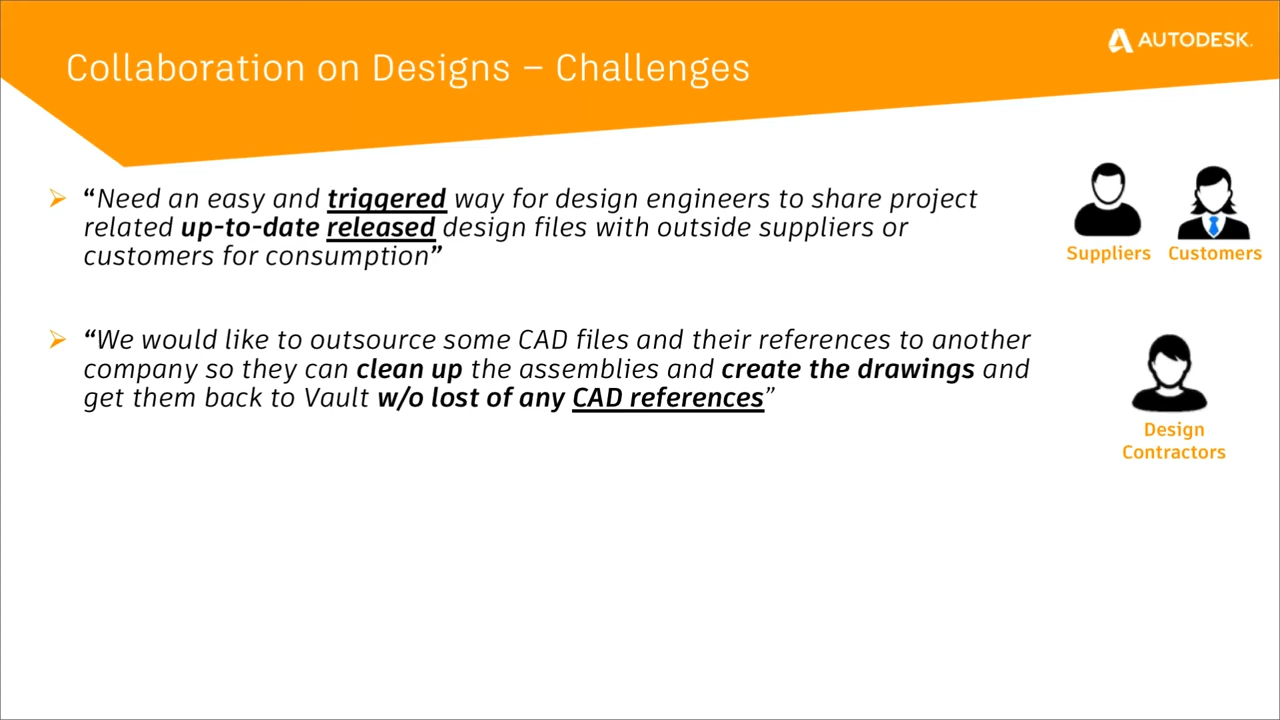 Collaboration on Designs – Challenges
AUTODESK.
“Need an easy and triggered way for design engineers to share project
related up-to-date released design files with outside suppliers or
customers for consumption”
Suppliers
Customers
“We would like to outsource some CAD files and their references to another
company so they can clean up the assemblies and create the drawings and
get them back to Vault w/o lost of any CAD references”
Design
Contractors